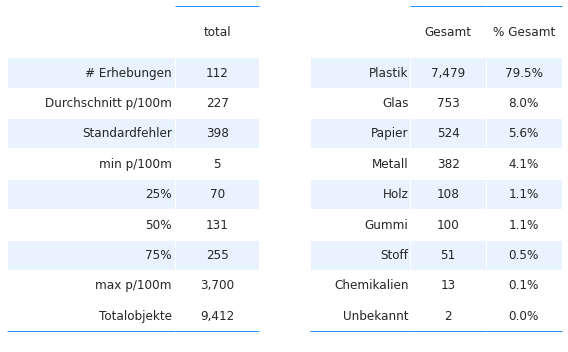 total
# Erhebungen 112
Durchschnitt p/100m 227
Standardfehler 398
min p/100m 5
25% 70
50% 131
75% 255
max p/100m 3,700
Totalobjekte 9,412
Gesamt % Gesamt
Plastik 7,479 79.5%
Glas 753 8.0%
Papier 524 5.6%
Metall 382 4.1%
Holz 108 1.1%
Gummi 100 1.1%
Stoff 51 0.5%
Chemikalien 13 0.1%
Unbekannt 2 0.0%